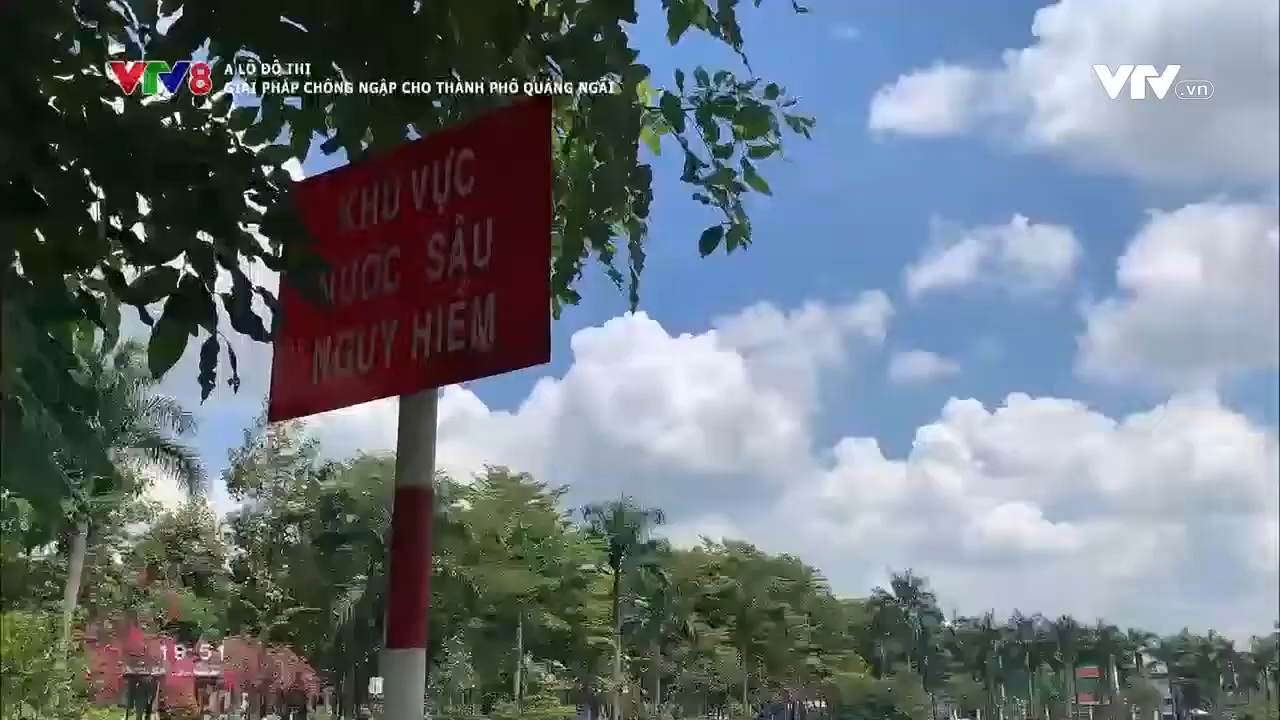 VTV8
A LÔ ĐÔ THỊ
GIẢI PHÁP CHỐNG NGẬP CHO THÀNH PHỐ QUẢNG NGÃI
VTV.vn
KHU VỰC
NƯỚC SÂU
NGUY HIỂM
19:51